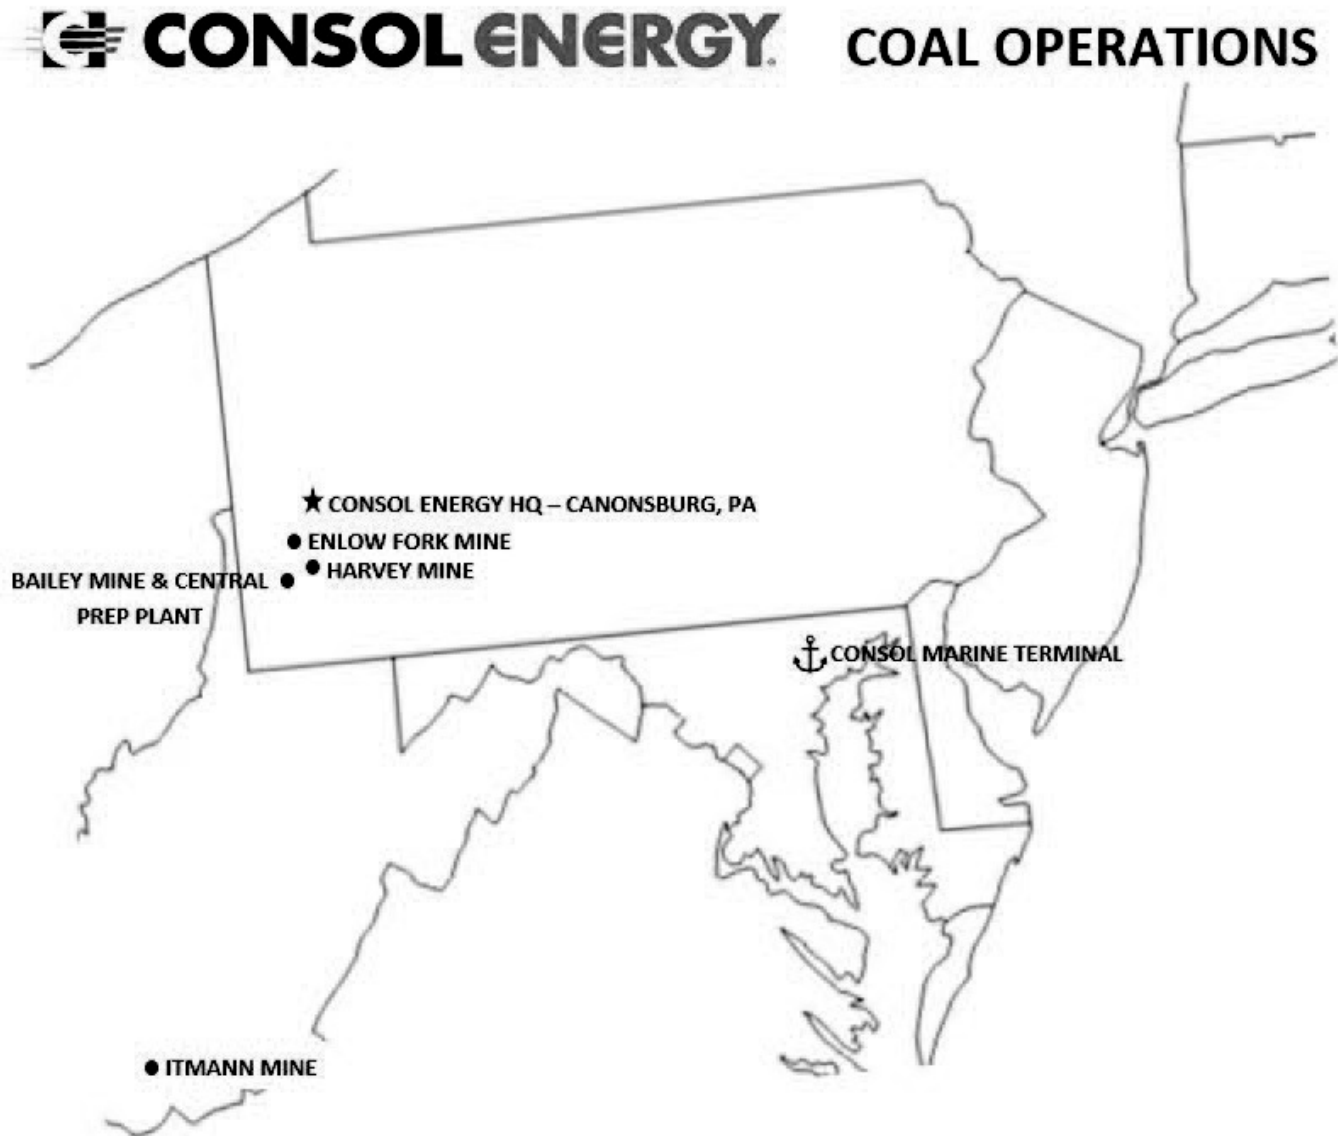 CONSOL ENERGY
COAL OPERATIONS
CONSOL ENERGY HQ – CANONSBURG, PA
ENLOW FORK MINE
HARVEY MINE
BAILEY MINE & CENTRAL
PREP PLANT
CONSOL MARINE TERMINAL
ITMANN MINE